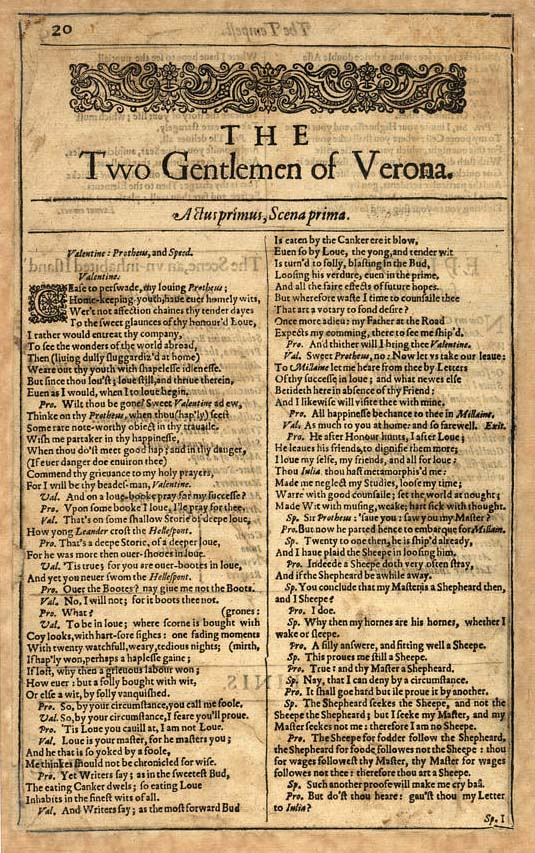 20
THE
Two Gentlemen of Verona.
Actus primus, Scena prima.
Valentine: Protheus, and Speed.
Valentine.
CEase to perswade, my louing Protheus;
Home-keeping youth, haue euer homely wits,
Wer't not affection chaines thy tender dayes
To the sweet glaunces of thy honour'd Loue,
I rather would entreat thy company,
To see the wonders of the world abroad,
Then (liuing dully sluggardiz'd at home)
Weare out thy youth with shapelesse idlenesse.
But since thou lou'st; loue still, and thriue therein,
Euen as I would, when I to loue begin.
Pro. Wilt thou be gone? Sweet Valentine adew,
Thinke on thy Protheus, when thou (hap'ly) seest
Some rare note-worthy obiect in thy trauaile.
Wish me partaker in thy happinesse,
When thou do'st meet good hap; and in thy danger,
(If euer danger doe enuiron thee)
Commend thy grieuance to my holy prayers,
For I will be thy beades-man, Valentine.
Val. And on a loue-booke pray for my successe?
Pro. Vpon some booke I loue, I'le pray for thee.
Val. That's on some shallow Storie of deepe loue,
How yong Leander crost the Hellespont.
Pro. That's a deepe Storie, of a deeper loue,
For he was more then ouer-shooes in loue.
Val. 'Tis true; for you are ouer-bootes in loue,
And yet you neuer swom the Hellespont.
Pro. Ouer the Bootes? nay giue me not the Boots.
Val. No, I will not; for it boots thee not.
Pro. What? (grones:
Val. To be in loue; where scorne is bought with
Coy looks, with hart-sore sighes: one fading moments
With twenty watchfull, weary, tedious nights; (mirth,
If hap'ly won, perhaps a haplesse gaine;
If lost, why then a grieuous labour won;
How euer: but a folly bought with wit,
Or else a wit, by folly vanquished.
Pro. So, by your circumstance, you call me foole.
Val. So, by your circumstance, I feare you'll proue.
Pro. 'Tis Loue you cauill at, I am not Loue.
Val. Loue is your master, for he masters you;
And he that is so yoked by a foole,
Me thinkes should not be chronicled for wise.
Pro. Yet Writers say; as in the sweetest Bud,
The eating Canker dwels; so eating Loue
Inhabits in the finest wits of all.
Val. And Writers say; as the most forward Bud
Is eaten by the Canker ere it blow,
Euen so by Loue, the yong, and tender wit
Is turn'd to folly, blasting in the Bud,
Loosing his verdure, euen in the prime,
And all the faire effects of future hopes.
But wherefore waste I time to counsaile thee
That art a votary to fond desire?
Once more adieu: my Father at the Road
Expects my comming, there to see me ship'd.
Pro. And thither will I bring thee Valentine.
Val. Sweet Protheus, no: Now let vs take our leaue:
To Millaine let me heare from thee by Letters
Of thy successe in loue; and what newes else
Betideth here in absence of thy Friend:
And I likewise will visite thee with mine.
Pro. All happinesse bechance to thee in Millaine.
Val. As much to you at home: and so farewell. Exit.
Pro. He after Honour hunts, I after Loue;
He leaues his friends, to dignifie them more;
I loue my selfe, my friends, and all for loue:
Thou Iulia thou hast metamorphis'd me:
Made me neglect my Studies, loose my time;
Warre with good counsaile; set the world at nought;
Made Wit with musing, weake; hart sick with thought.
Sp. Sir Protheus: 'saue you: saw you my Master?
Pro. But now he parted hence to embarque for Millain.
Sp. Twenty to one then, he is ship'd already,
And I haue plaid the Sheepe in loosing him.
Pro. Indeede a Sheepe doth very often stray,
And if the Shepheard be awhile away.
Sp. You conclude that my Master is a Shepheard then,
and I Sheepe?
Pro. I doe.
Sp. Why then my hornes are his hornes, whether I
wake or sleepe.
Pro. A silly answere, and fitting well a Sheepe.
Sp. This proues me still a Sheepe.
Pro. True: and thy Master a Shepheard.
Sp. Nay, that I can deny by a circumstance.
Pro. It shall goe hard but ile proue it by another.
Sp. The Shepheard seekes the Sheepe, and not the
Sheepe the Shepheard; but I seeke my Master, and my
Master seekes not me: therefore I am no Sheepe.
Pro. The Sheepe for fodder follow the Shepheard,
the Shepheard for foode followes not the Sheepe: thou
for wages followest thy Master, thy Master for wages
followes not thee: therefore thou art a Sheepe.
Sp. Such another proofe will make me cry baâ.
Pro. But do'st thou heare: gau'st thou my Letter
to Iulia?
Sp. I